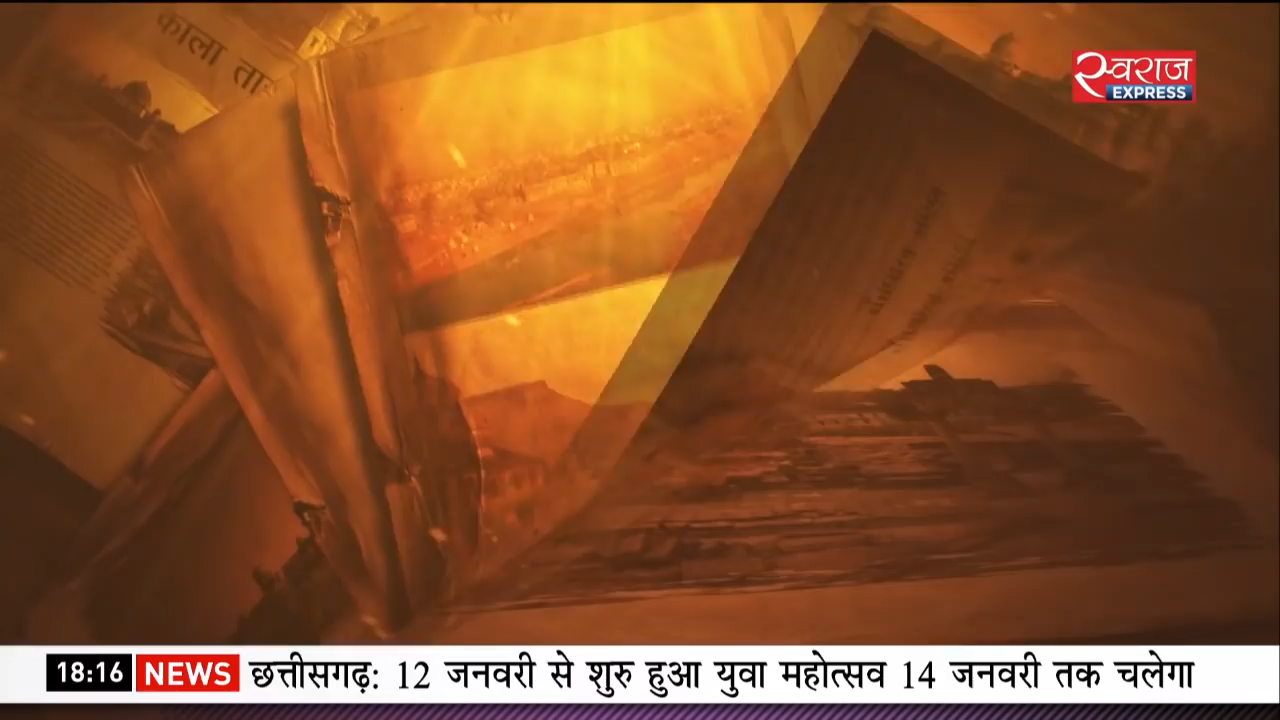 काला
स्वराज
EXPRESS
18:16 NEWS छत्तीसगढ़: 12 जनवरी से शुरु हुआ युवा महोत्सव 14 जनवरी तक चलेगा